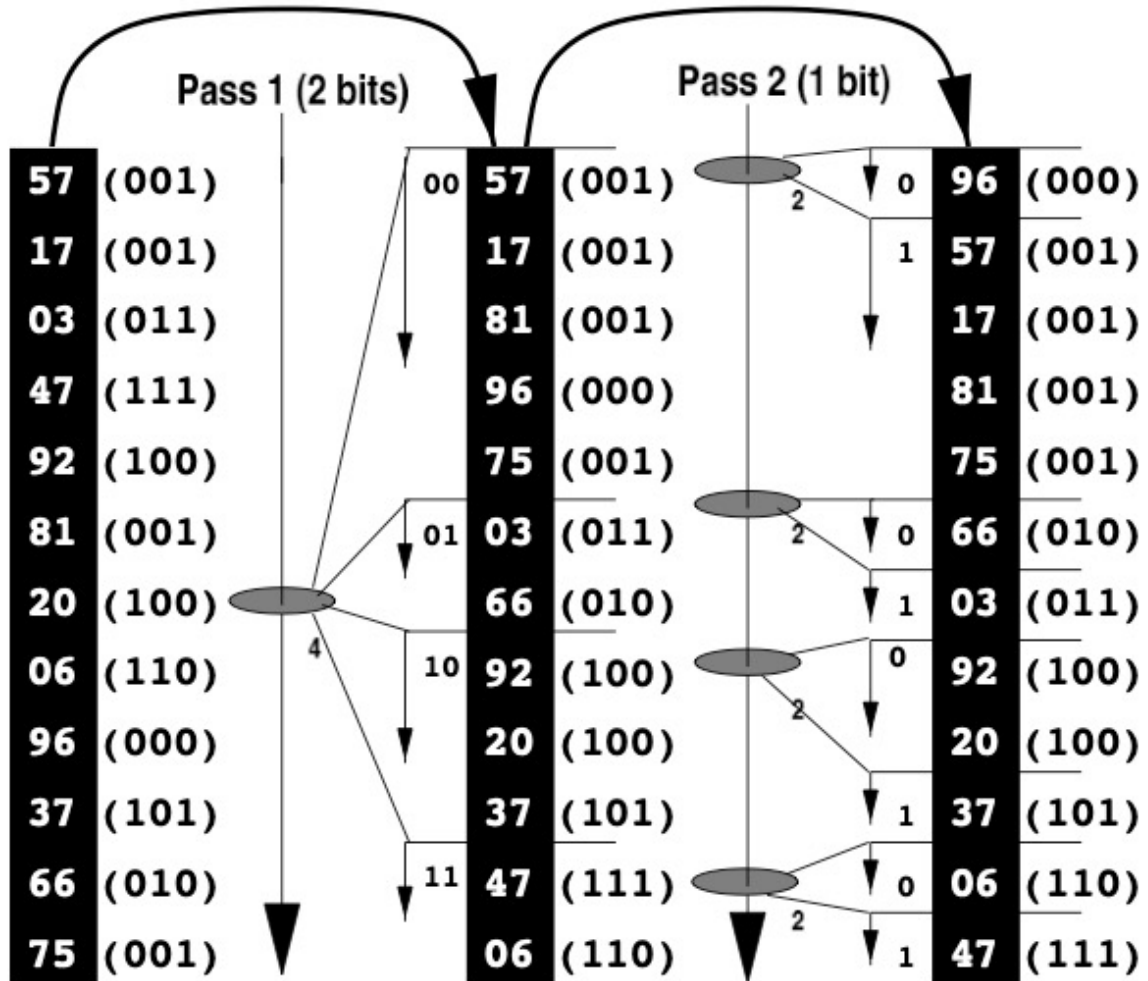 Pass 1 (2 bits) Pass 2 (1 bit)
57 (001) 00 57 (001) 2 0 96 (000)
17 (001) 17 (001) 1 57 (001)
03 (011) 81 (001) 17 (001)
47 (111) 96 (000) 81 (001)
92 (100) 75 (001) 75 (001)
81 (001) 01 03 (011) 2 0 66 (010)
20 (100) 66 (010) 1 03 (011)
06 (110) 4 10 92 (100) 0 92 (100)
96 (000) 20 (100) 2 20 (100)
37 (101) 37 (101) 1 37 (101)
66 (010) 11 47 (111) 0 06 (110)
75 (001) 06 (110) 2 1 47 (111)